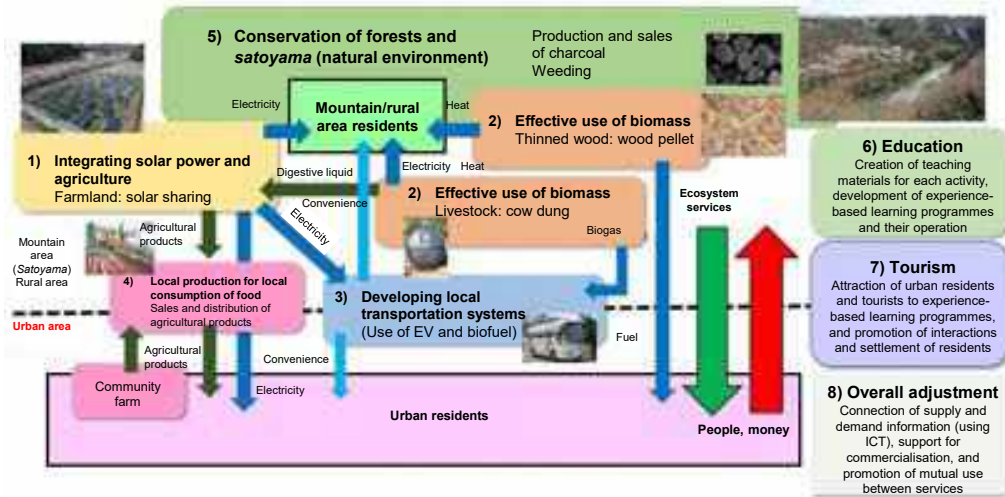 5) Conservation of forests and
satoyama (natural environment)
Production and sales
of charcoal
Weeding
Electricity
Mountain/rural
area residents
Heat
2) Effective use of biomass
Thinned wood: wood pellet
1) Integrating solar power and
agriculture
Farmland: solar sharing
Digestive liquid
Electricity Heat
Convenience
2) Effective use of biomass
Livestock: cow dung
Biogas
Electricity
Agricultural
products
Ecosystem
services
Mountain
area
(Satoyama)
Rural area
Urban area
4) Local production for local
consumption of food
Sales and distribution of
agricultural products
3) Developing local
transportation systems
(Use of EV and biofuel)
Fuel
Agricultural
products
Convenience
Electricity
Community
farm
Urban residents
People, money
6) Education
Creation of teaching
materials for each activity,
development of experience-
based learning programmes
and their operation
7) Tourism
Attraction of urban residents
and tourists to experience-
based learning programmes,
and promotion of interactions
and settlement of residents
8) Overall adjustment
Connection of supply and
demand information (using
ICT), support for
commercialisation, and
promotion of mutual use
between services